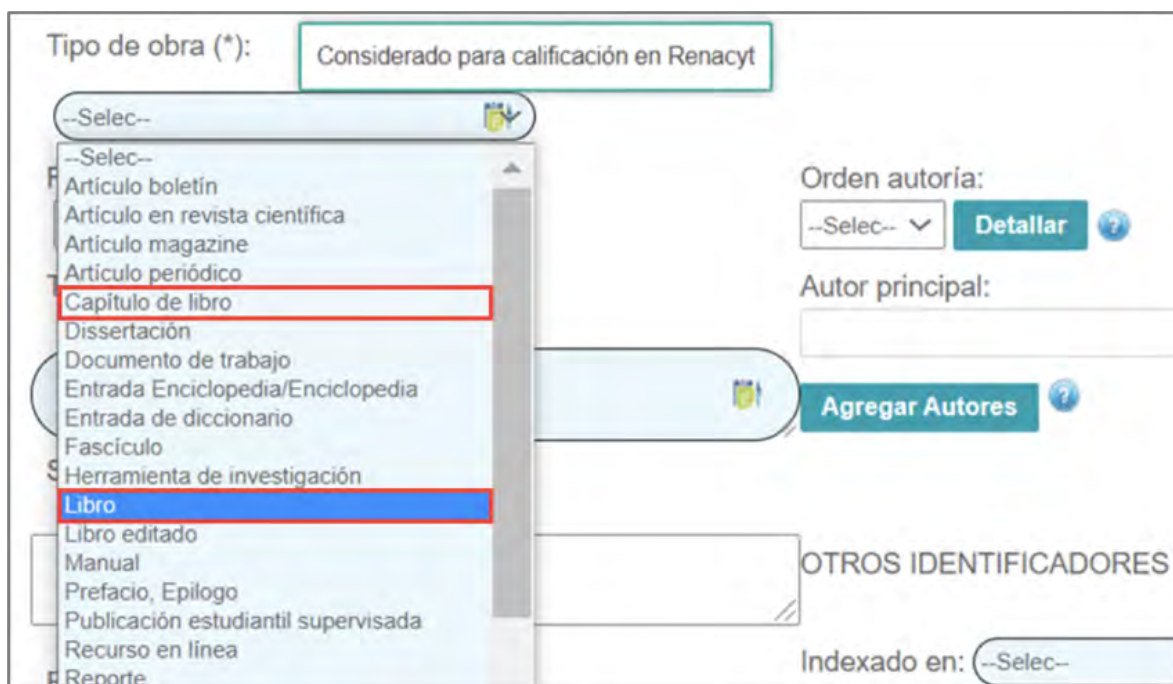 Tipo de obra (*):
Considerado para calificación en Renacyt
--Selec--
--Selec--
Artículo boletín
Artículo en revista científica
Artículo magazine
Artículo periódico
Capítulo de libro
Dissertación
Documento de trabajo
Entrada Enciclopedia/Enciclopedia
Entrada de diccionario
Fascículo
Herramienta de investigación
Libro
Libro editado
Manual
Prefacio, Epilogo
Publicación estudiantil supervisada
Recurso en línea
Reporte
Orden autoría:
--Selec-- Detallar
Autor principal:
Agregar Autores
OTROS IDENTIFICADORES
Indexado en: --Selec--